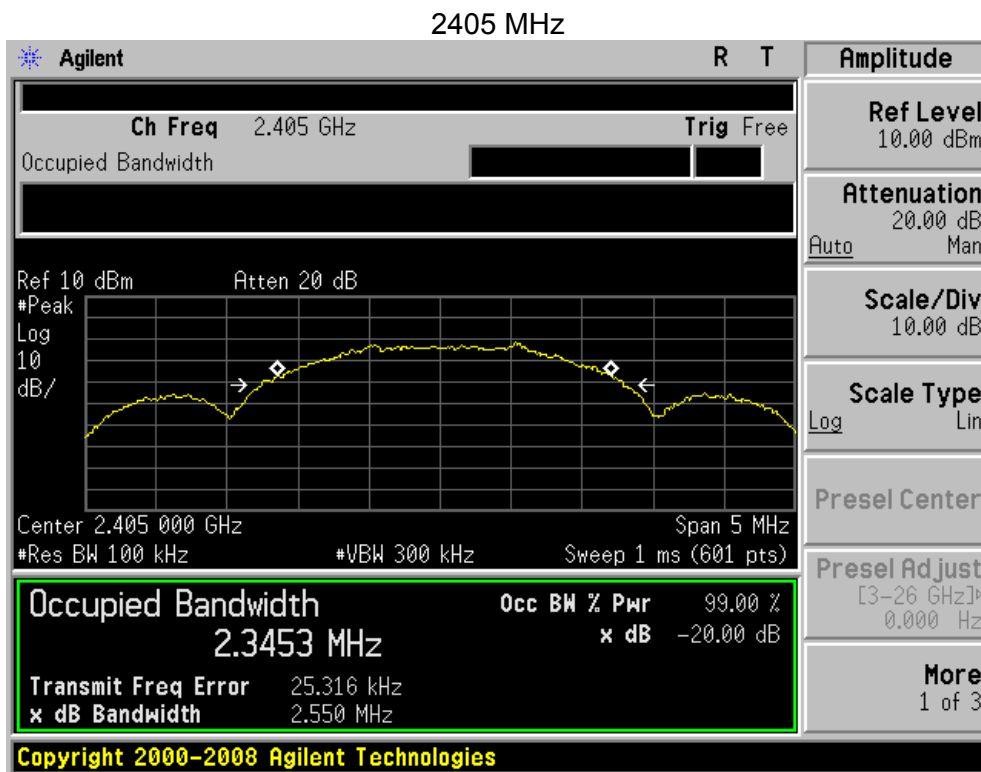 2405 MHz
Agilent R T
Ch Freq 2.405 GHz Trig Free
Occupied Bandwidth
Ref 10 dBm Atten 20 dB
#Peak
Log
10
dB/
Center 2.405 000 GHz Span 5 MHz
#Res BW 100 kHz #VBW 300 kHz Sweep 1 ms (601 pts)
Occupied Bandwidth
2.3453 MHz
Occ BW % Pwr 99.00 %
x dB -20.00 dB
Transmit Freq Error 25.316 kHz
x dB Bandwidth 2.550 MHz
Copyright 2000-2008 Agilent Technologies
Amplitude
Ref Level
10.00 dBm
Attenuation
20.00 dB
Auto Man
Scale/Div
10.00 dB
Scale Type
Log Lin
Presel Center
Presel Adjust
[3-26 GHz]
0.000 Hz
More
1 of 3